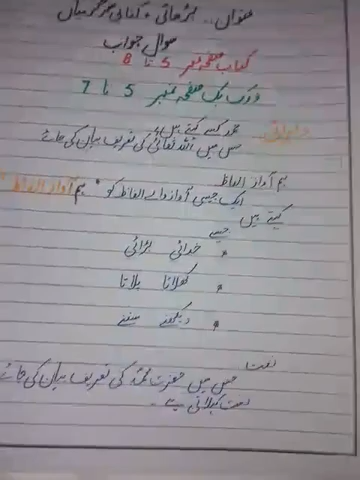 عنوان۔۔ پڑھائی، لکھائی سرگرمیاں
سوال جواب
کتاب صفحہ نمبر 5 تا 8
ورک بک صفحہ نمبر 5 تا 7
حمد کسے کہتے ہیں؟
جس میں اللہ تعالیٰ کی تعریف بیان کی جائے
ہم آواز الفاظ
ایک جیسی آواز والے الفاظ کو "ہم آواز الفاظ"
کہتے ہیں
جیسے
خدائی بڑائی
کھلاتا پلاتا
دیکھنے سننے
نعت
جس میں حضرت محمدؐ کی تعریف بیان کی جائے
نعت کہلاتی ہے۔